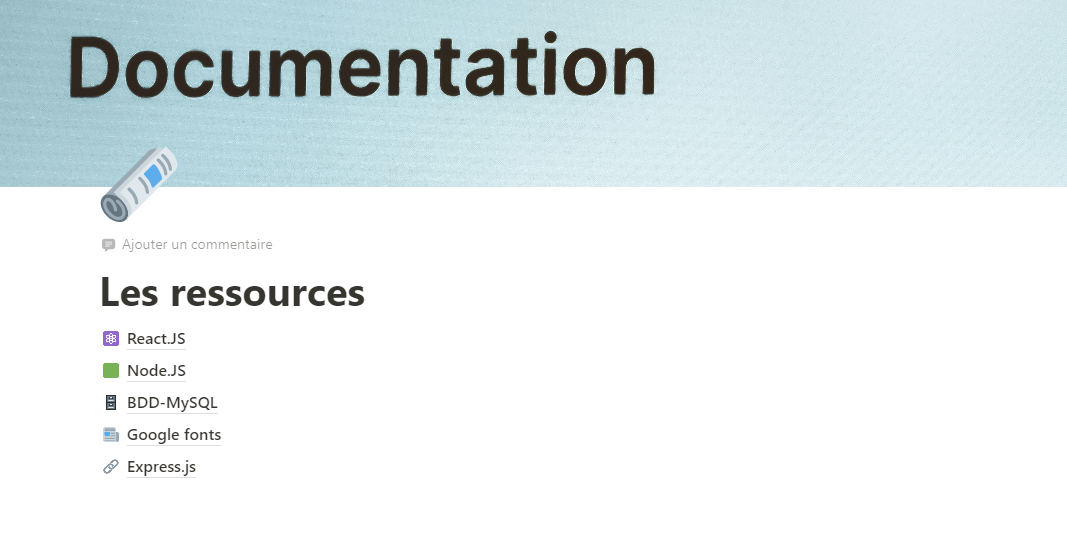 Documentation
Ajouter un commentaire
Les ressources
React.JS
Node.JS
BDD-MySQL
Google fonts
Express.js